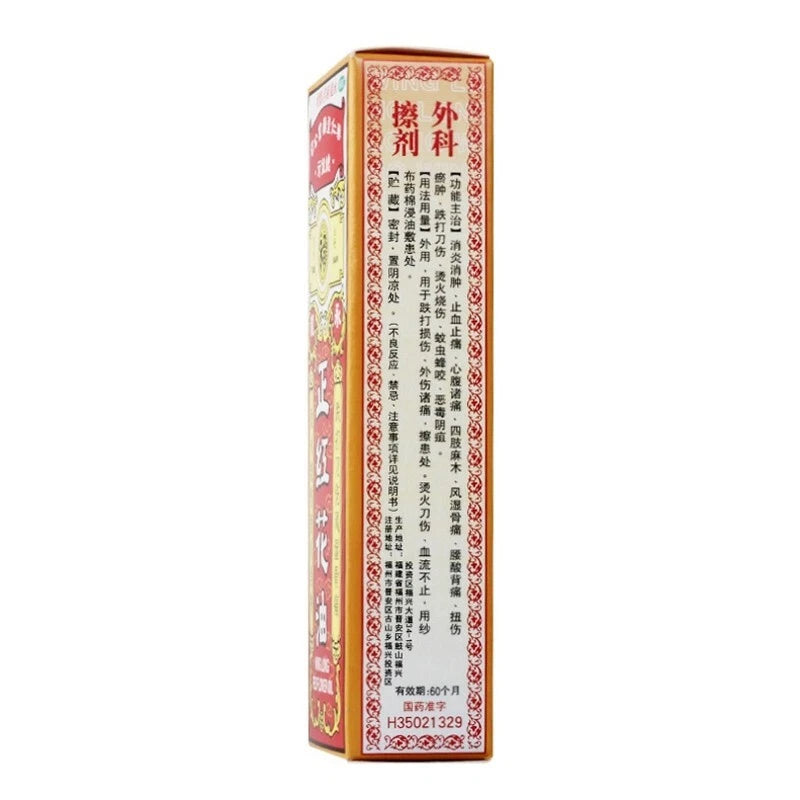 外科
擦剂
【功能主治】消炎消肿、止血止痛、心腹诸痛、四肢麻木、风湿骨痛、腰酸背痛、扭伤
瘀肿、跌打刀伤、烫火烧伤、蚊虫蜂咬、恶毒阴疽。
【用法用量】外用,用于跌打损伤、外伤诸痛,擦患处。烫火刀伤、血流不止,用纱
布药棉浸油敷患处。
【贮藏】密封,置阴凉处。(不良反应、禁忌、注意事项详见说明书)
生产地址:福建省福州市晋安区鼓山福兴
投资区福兴大道34-1号
注册地址:福州市晋安区古山乡福兴投资区
有效期:60个月
国药准字
H35021329
正红花油